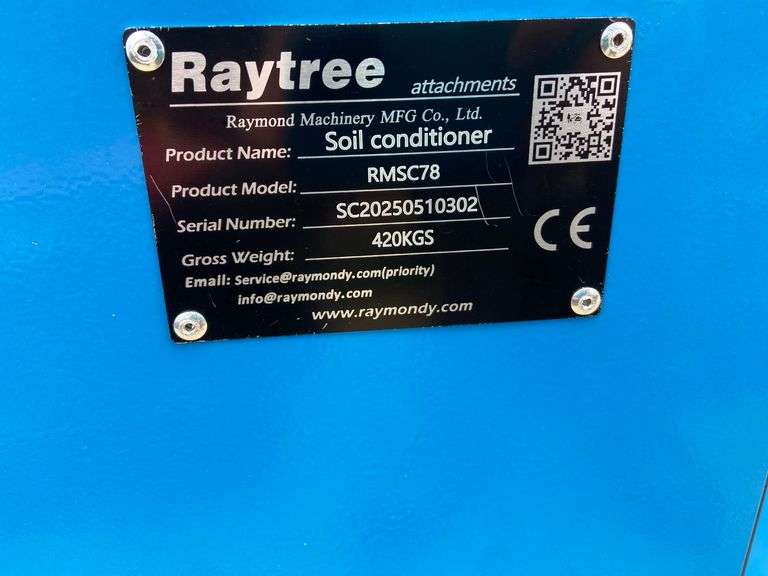 Raytree attachments
Raymond Machinery MFG Co., Ltd.
Product Name: Soil conditioner
Product Model: RMSC78
Serial Number: SC20250510302
Gross Weight: 420KGS
CE
Email: Service@raymondy.com(priority)
info@raymondy.com
www.raymondy.com